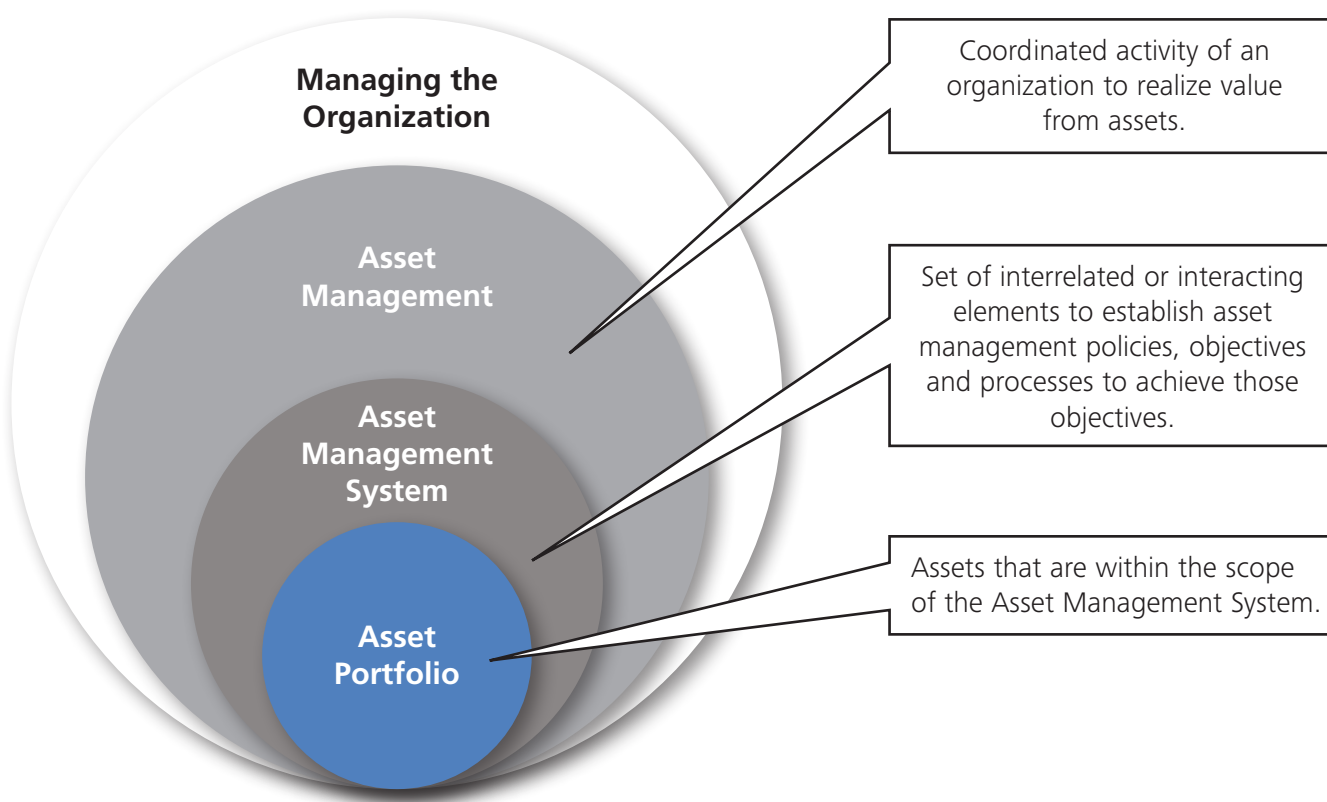 Managing the
Organization
Asset
Management
Asset
Management
System
Asset
Portfolio
Coordinated activity of an
organization to realize value
from assets.
Set of interrelated or interacting
elements to establish asset
management policies, objectives
and processes to achieve those
objectives.
Assets that are within the scope
of the Asset Management System.